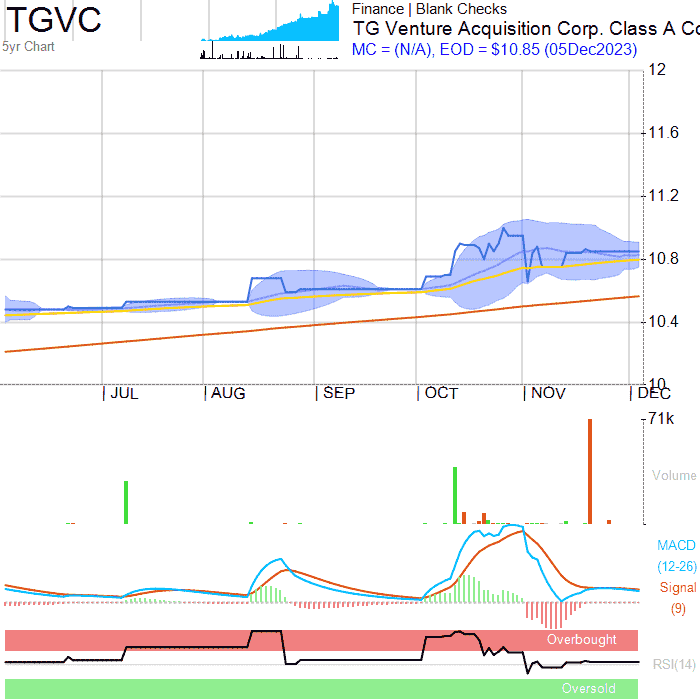 TGVC
5yr Chart
Finance | Blank Checks
TG Venture Acquisition Corp. Class A Co
MC = (N/A), EOD = $10.85 (05Dec2023)
12
11.6
11.2
10.8
10.4
10
JUL AUG SEP OCT NOV DEC
71k
Volume
MACD
(12-26)
Signal
(9)
Overbought
RSI(14)
Oversold